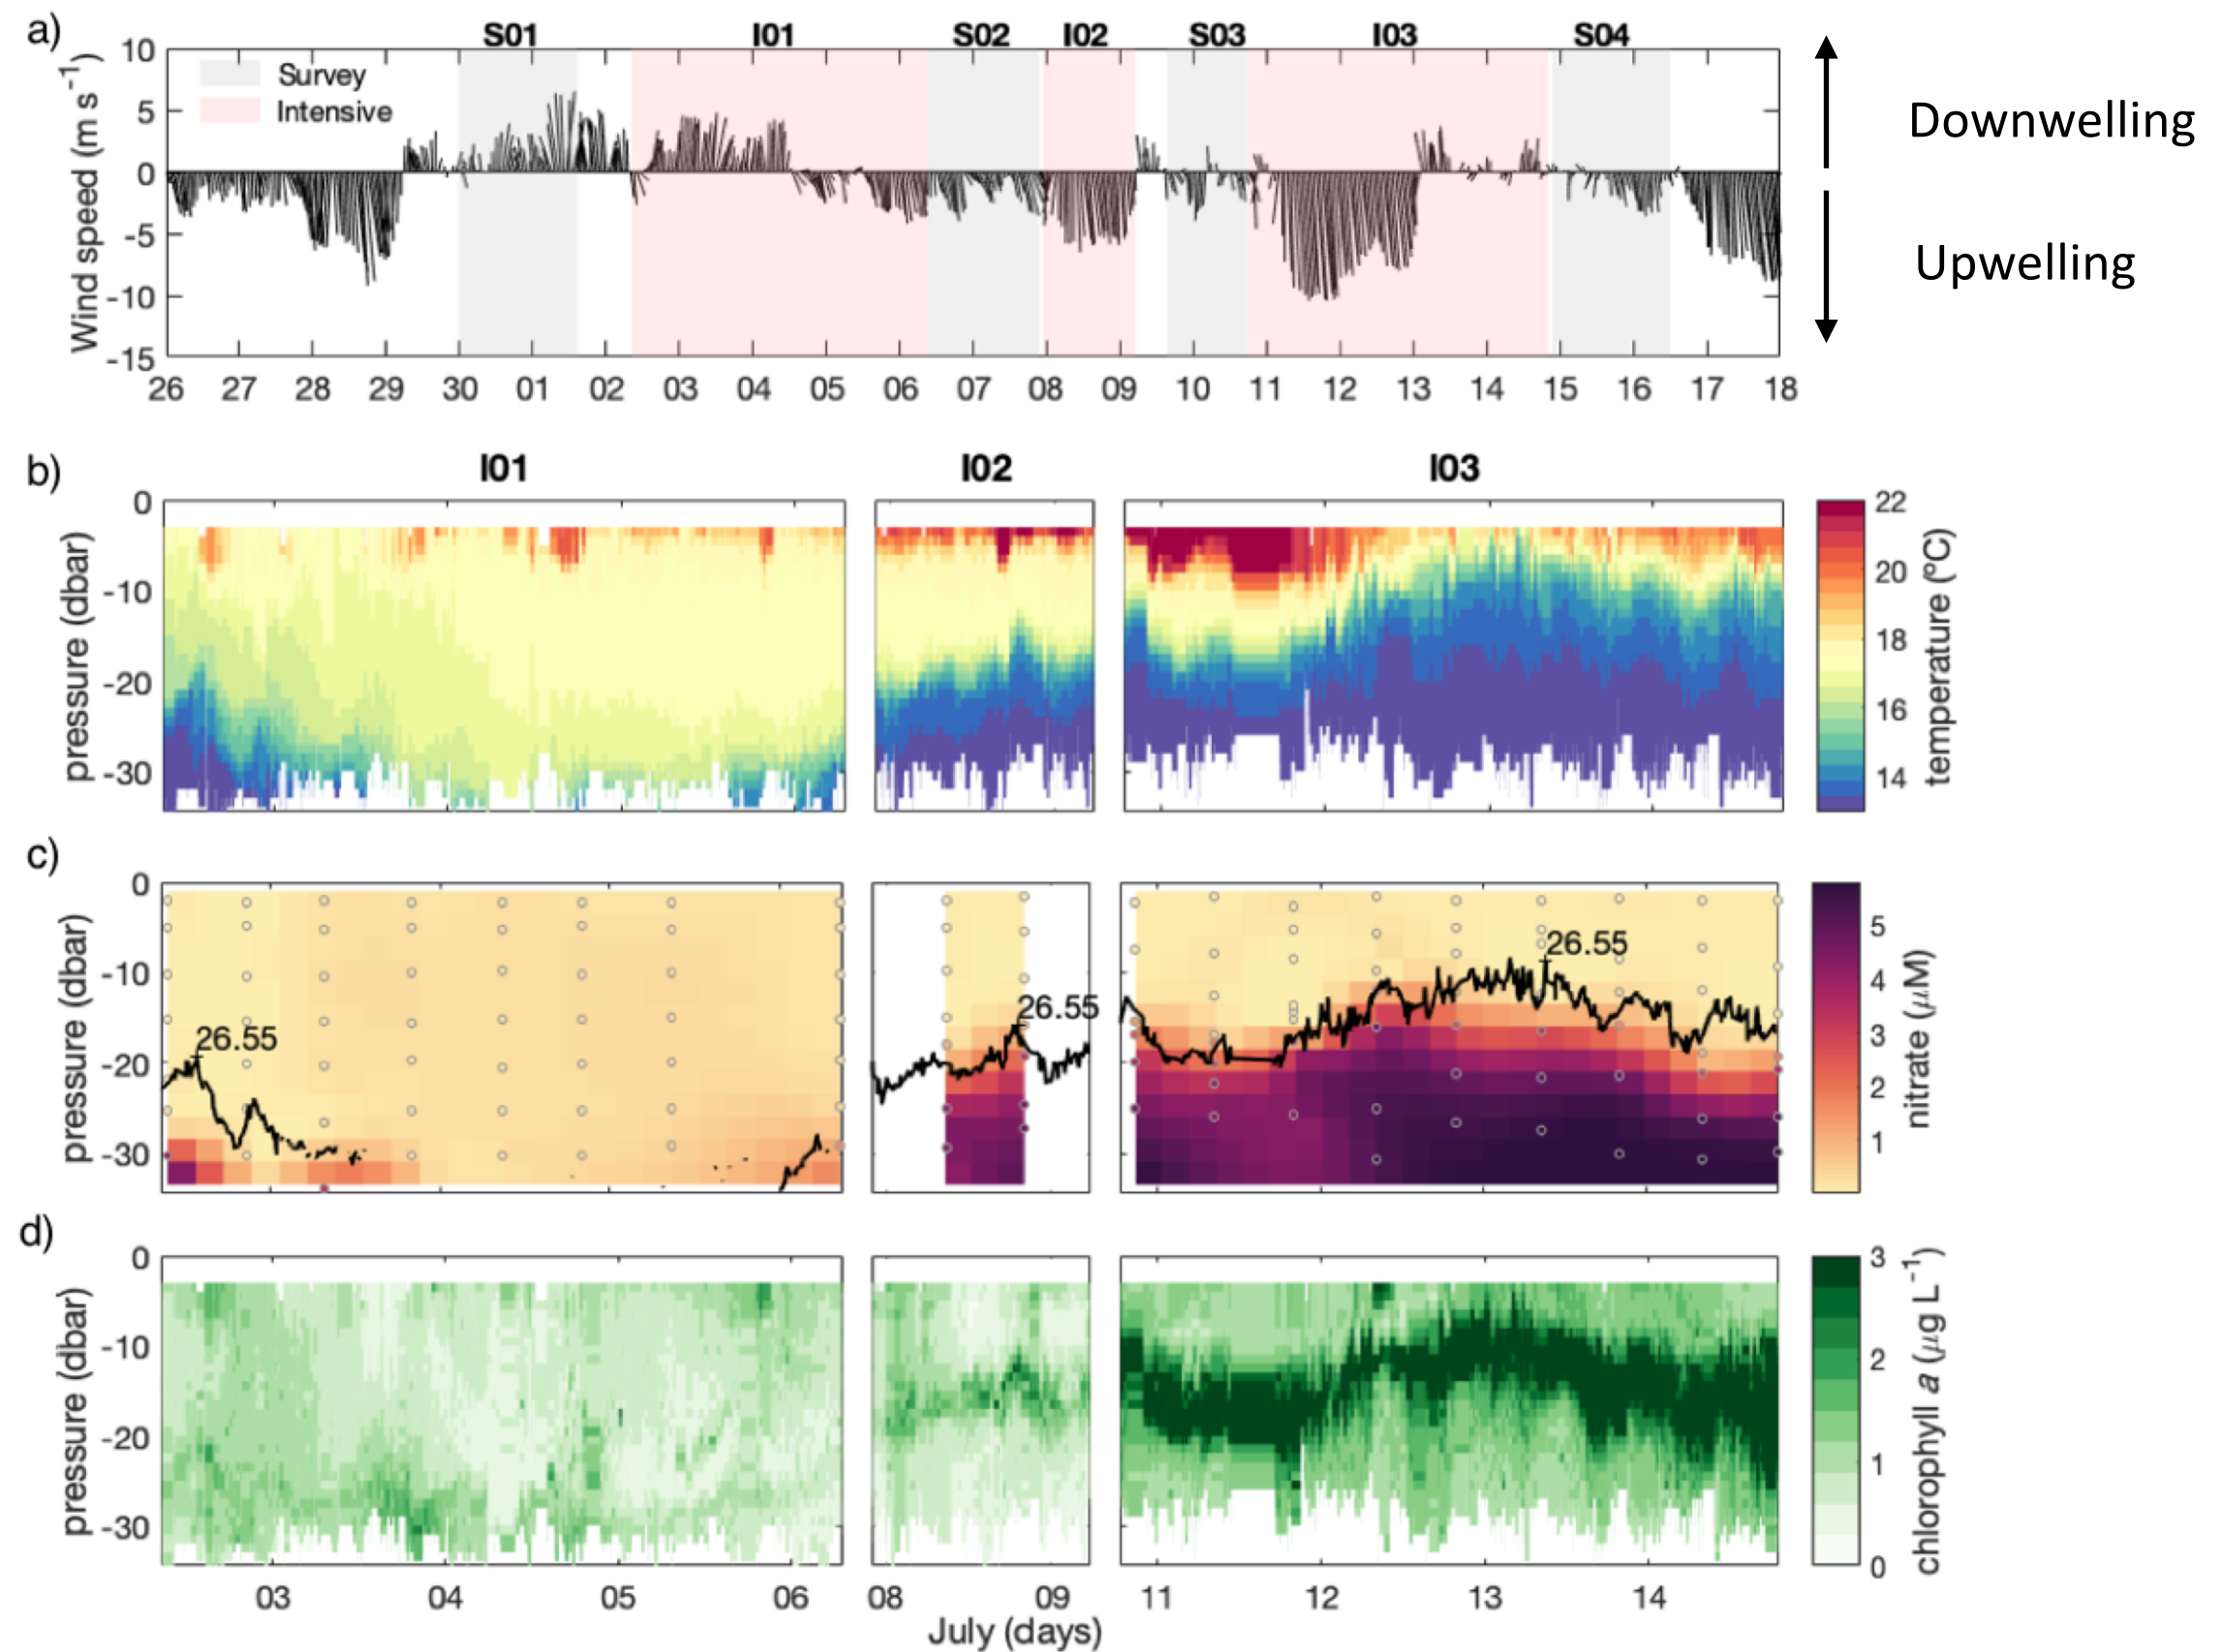 a)
S01 I01 S02 I02 S03 I03 S04
Wind speed (m s-1)
10
5
0
-5
-10
-15
Survey
Intensive
Downwelling
Upwelling
26 27 28 29 30 01 02 03 04 05 06 07 08 09 10 11 12 13 14 15 16 17 18
b)
I01 I02 I03
pressure (dbar)
0
-10
-20
-30
22
20
18
16
14
temperature (ºC)
c)
pressure (dbar)
0
-10
-20
-30
26.55
26.55
26.55
5
4
3
2
1
nitrate (μM)
d)
pressure (dbar)
0
-10
-20
-30
3
2
1
0
chlorophyll a (μg L-1)
03 04 05 06 08 09 11 12 13 14
July (days)